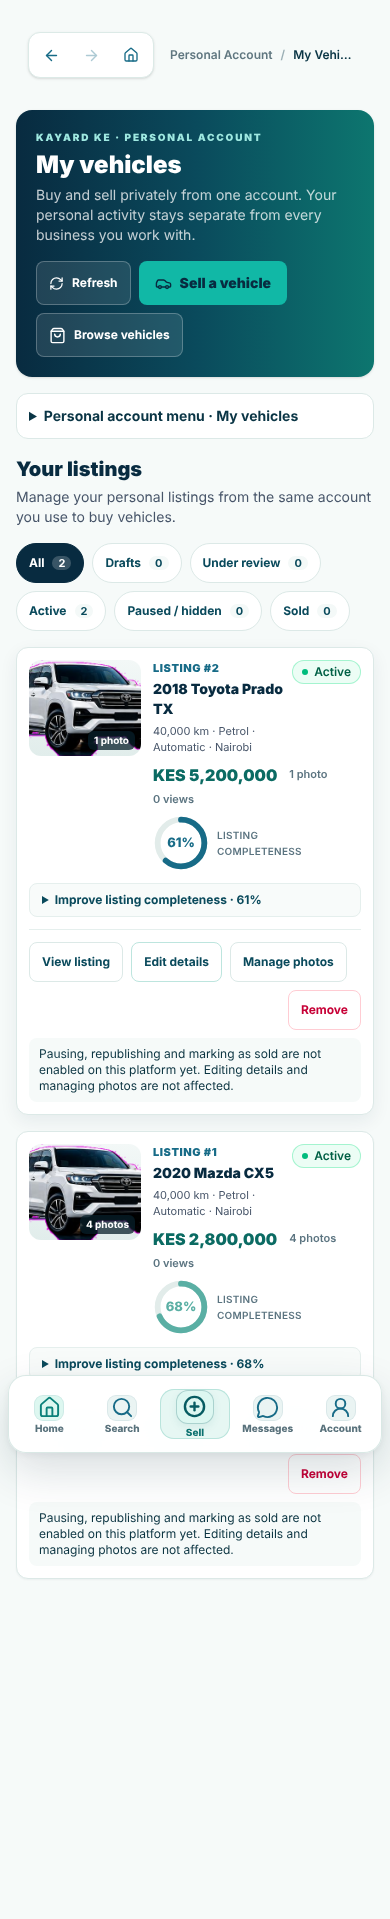 Personal Account / My Vehi...
KAYARD KE · PERSONAL ACCOUNT
My vehicles
Buy and sell privately from one account. Your
personal activity stays separate from every
business you work with.
Refresh
Sell a vehicle
Browse vehicles
Personal account menu · My vehicles
Your listings
Manage your personal listings from the same account
you use to buy vehicles.
All 2
Drafts 0
Under review 0
Active 2
Paused / hidden 0
Sold 0
1 photo
LISTING #2
Active
2018 Toyota Prado
TX
40,000 km · Petrol ·
Automatic · Nairobi
KES 5,200,000
1 photo
0 views
61%
LISTING
COMPLETENESS
Improve listing completeness · 61%
View listing
Edit details
Manage photos
Remove
Pausing, republishing and marking as sold are not
enabled on this platform yet. Editing details and
managing photos are not affected.
4 photos
LISTING #1
Active
2020 Mazda CX5
40,000 km · Petrol ·
Automatic · Nairobi
KES 2,800,000
4 photos
0 views
68%
LISTING
COMPLETENESS
Improve listing completeness · 68%
Home
Search
Sell
Messages
Account
Remove
Pausing, republishing and marking as sold are not
enabled on this platform yet. Editing details and
managing photos are not affected.